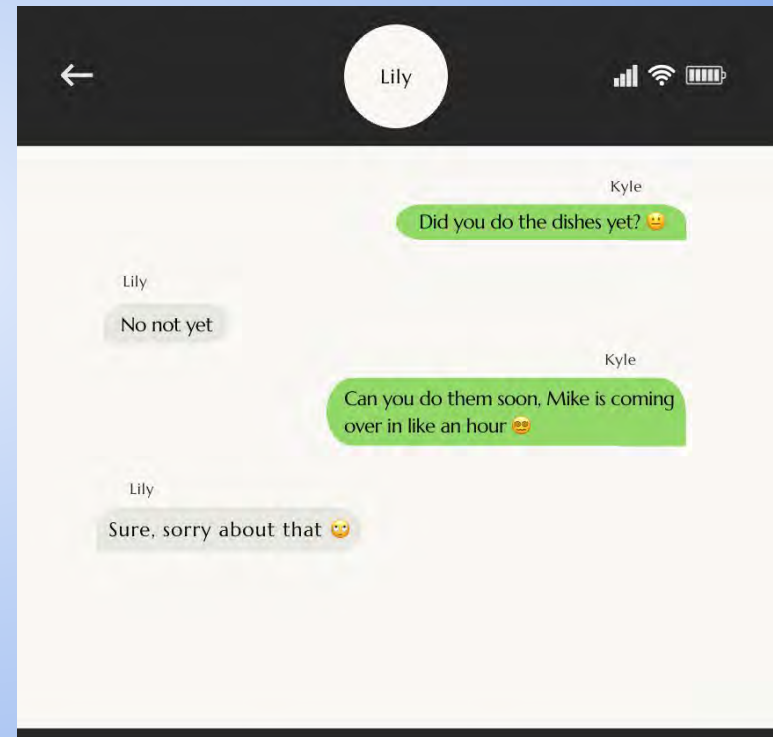 Lily
Kyle
Did you do the dishes yet? 😐
Lily
No not yet
Kyle
Can you do them soon, Mike is coming
over in like an hour 😵‍💫
Lily
Sure, sorry about that 🙄